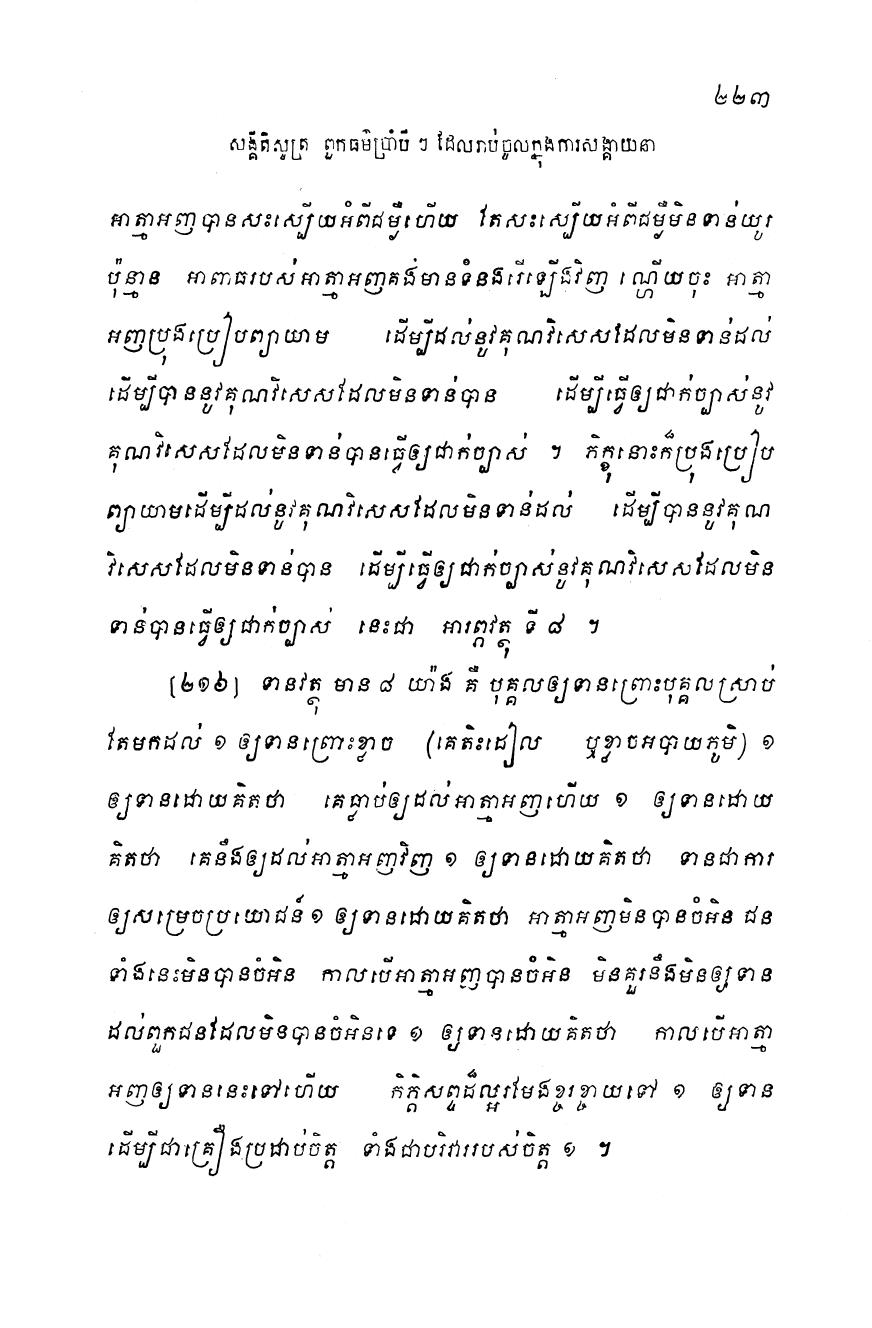 ២២៣
សង្គីតិសូត្រ ពួកធម៌ប្រាំបី ៗ ដែលរាប់ចូលក្នុងការសង្គាយនា
អាត្មាអញបានសះស្បើយអំពីជម្ងឺហើយ តែសះស្បើយអំពីជម្ងឺមិនទាន់យូរ
ប៉ុន្មាន អាពាធរបស់អាត្មាអញគង់មានទំនងរើឡើងវិញ ណ្ហើយចុះ អាត្មា
អញប្រុងប្រៀបព្យាយាម ដើម្បីដល់នូវគុណវិសេសដែលមិនទាន់ដល់
ដើម្បីបាននូវគុណវិសេសដែលមិនទាន់បាន ដើម្បីធ្វើឲ្យជាក់ច្បាស់នូវ
គុណវិសេសដែលមិនទាន់បានធ្វើឲ្យជាក់ច្បាស់ ។ ភិក្ខុនោះក៏ប្រុងប្រៀប
ព្យាយាមដើម្បីដល់នូវគុណវិសេសដែលមិនទាន់ដល់ ដើម្បីបាននូវគុណ
វិសេសដែលមិនទាន់បាន ដើម្បីធ្វើឲ្យជាក់ច្បាស់នូវគុណវិសេសដែលមិន
ទាន់បានធ្វើឲ្យជាក់ច្បាស់ នេះជា អារព្ភវត្ថុ ទី ៨ ។
[២១៦] ទានវត្ថុ មាន ៨ យ៉ាង គឺ បុគ្គលឲ្យទានព្រោះបុគ្គលស្រាប់
តែមកដល់ ១ ឲ្យទានព្រោះខ្លាច (គេតិះដៀល ឬខ្លាចអបាយភូមិ) ១
ឲ្យទានដោយគិតថា គេធ្លាប់ឲ្យដល់អាត្មាអញហើយ ១ ឲ្យទានដោយ
គិតថា គេនឹងឲ្យដល់អាត្មាអញវិញ ១ ឲ្យទានដោយគិតថា ទានជាការ
ឲ្យសម្រេចប្រយោជន៍ ១ ឲ្យទានដោយគិតថា អាត្មាអញមិនបានចំអិន ជន
ទាំងនេះមិនបានចំអិន កាលបើអាត្មាអញបានចំអិន មិនគួរនឹងមិនឲ្យទាន
ដល់ពួកជនដែលមិនបានចំអិនទេ ១ ឲ្យទានដោយគិតថា កាលបើអាត្មា
អញឲ្យទាននេះទៅហើយ កិត្តិសព្ទដ៏ល្អរមែងខ្ចរខ្ចាយទៅ ១ ឲ្យទាន
ដើម្បីជាគ្រឿងប្រដាប់ចិត្ត ទាំងជាបរិវាររបស់ចិត្ត ១ ។